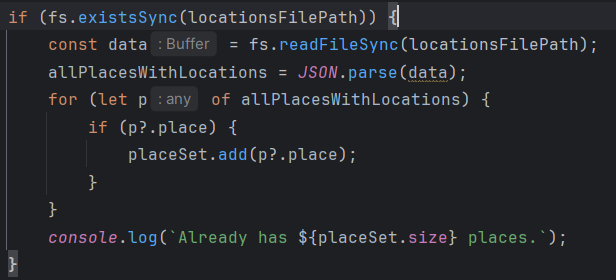 if (fs.existsSync(locationsFilePath)) {
    const data : Buffer = fs.readFileSync(locationsFilePath);
    allPlacesWithLocations = JSON.parse(data);
    for (let p : any of allPlacesWithLocations) {
        if (p?.place) {
            placeSet.add(p?.place);
        }
    }
    console.log(`Already has ${placeSet.size} places.`);
}